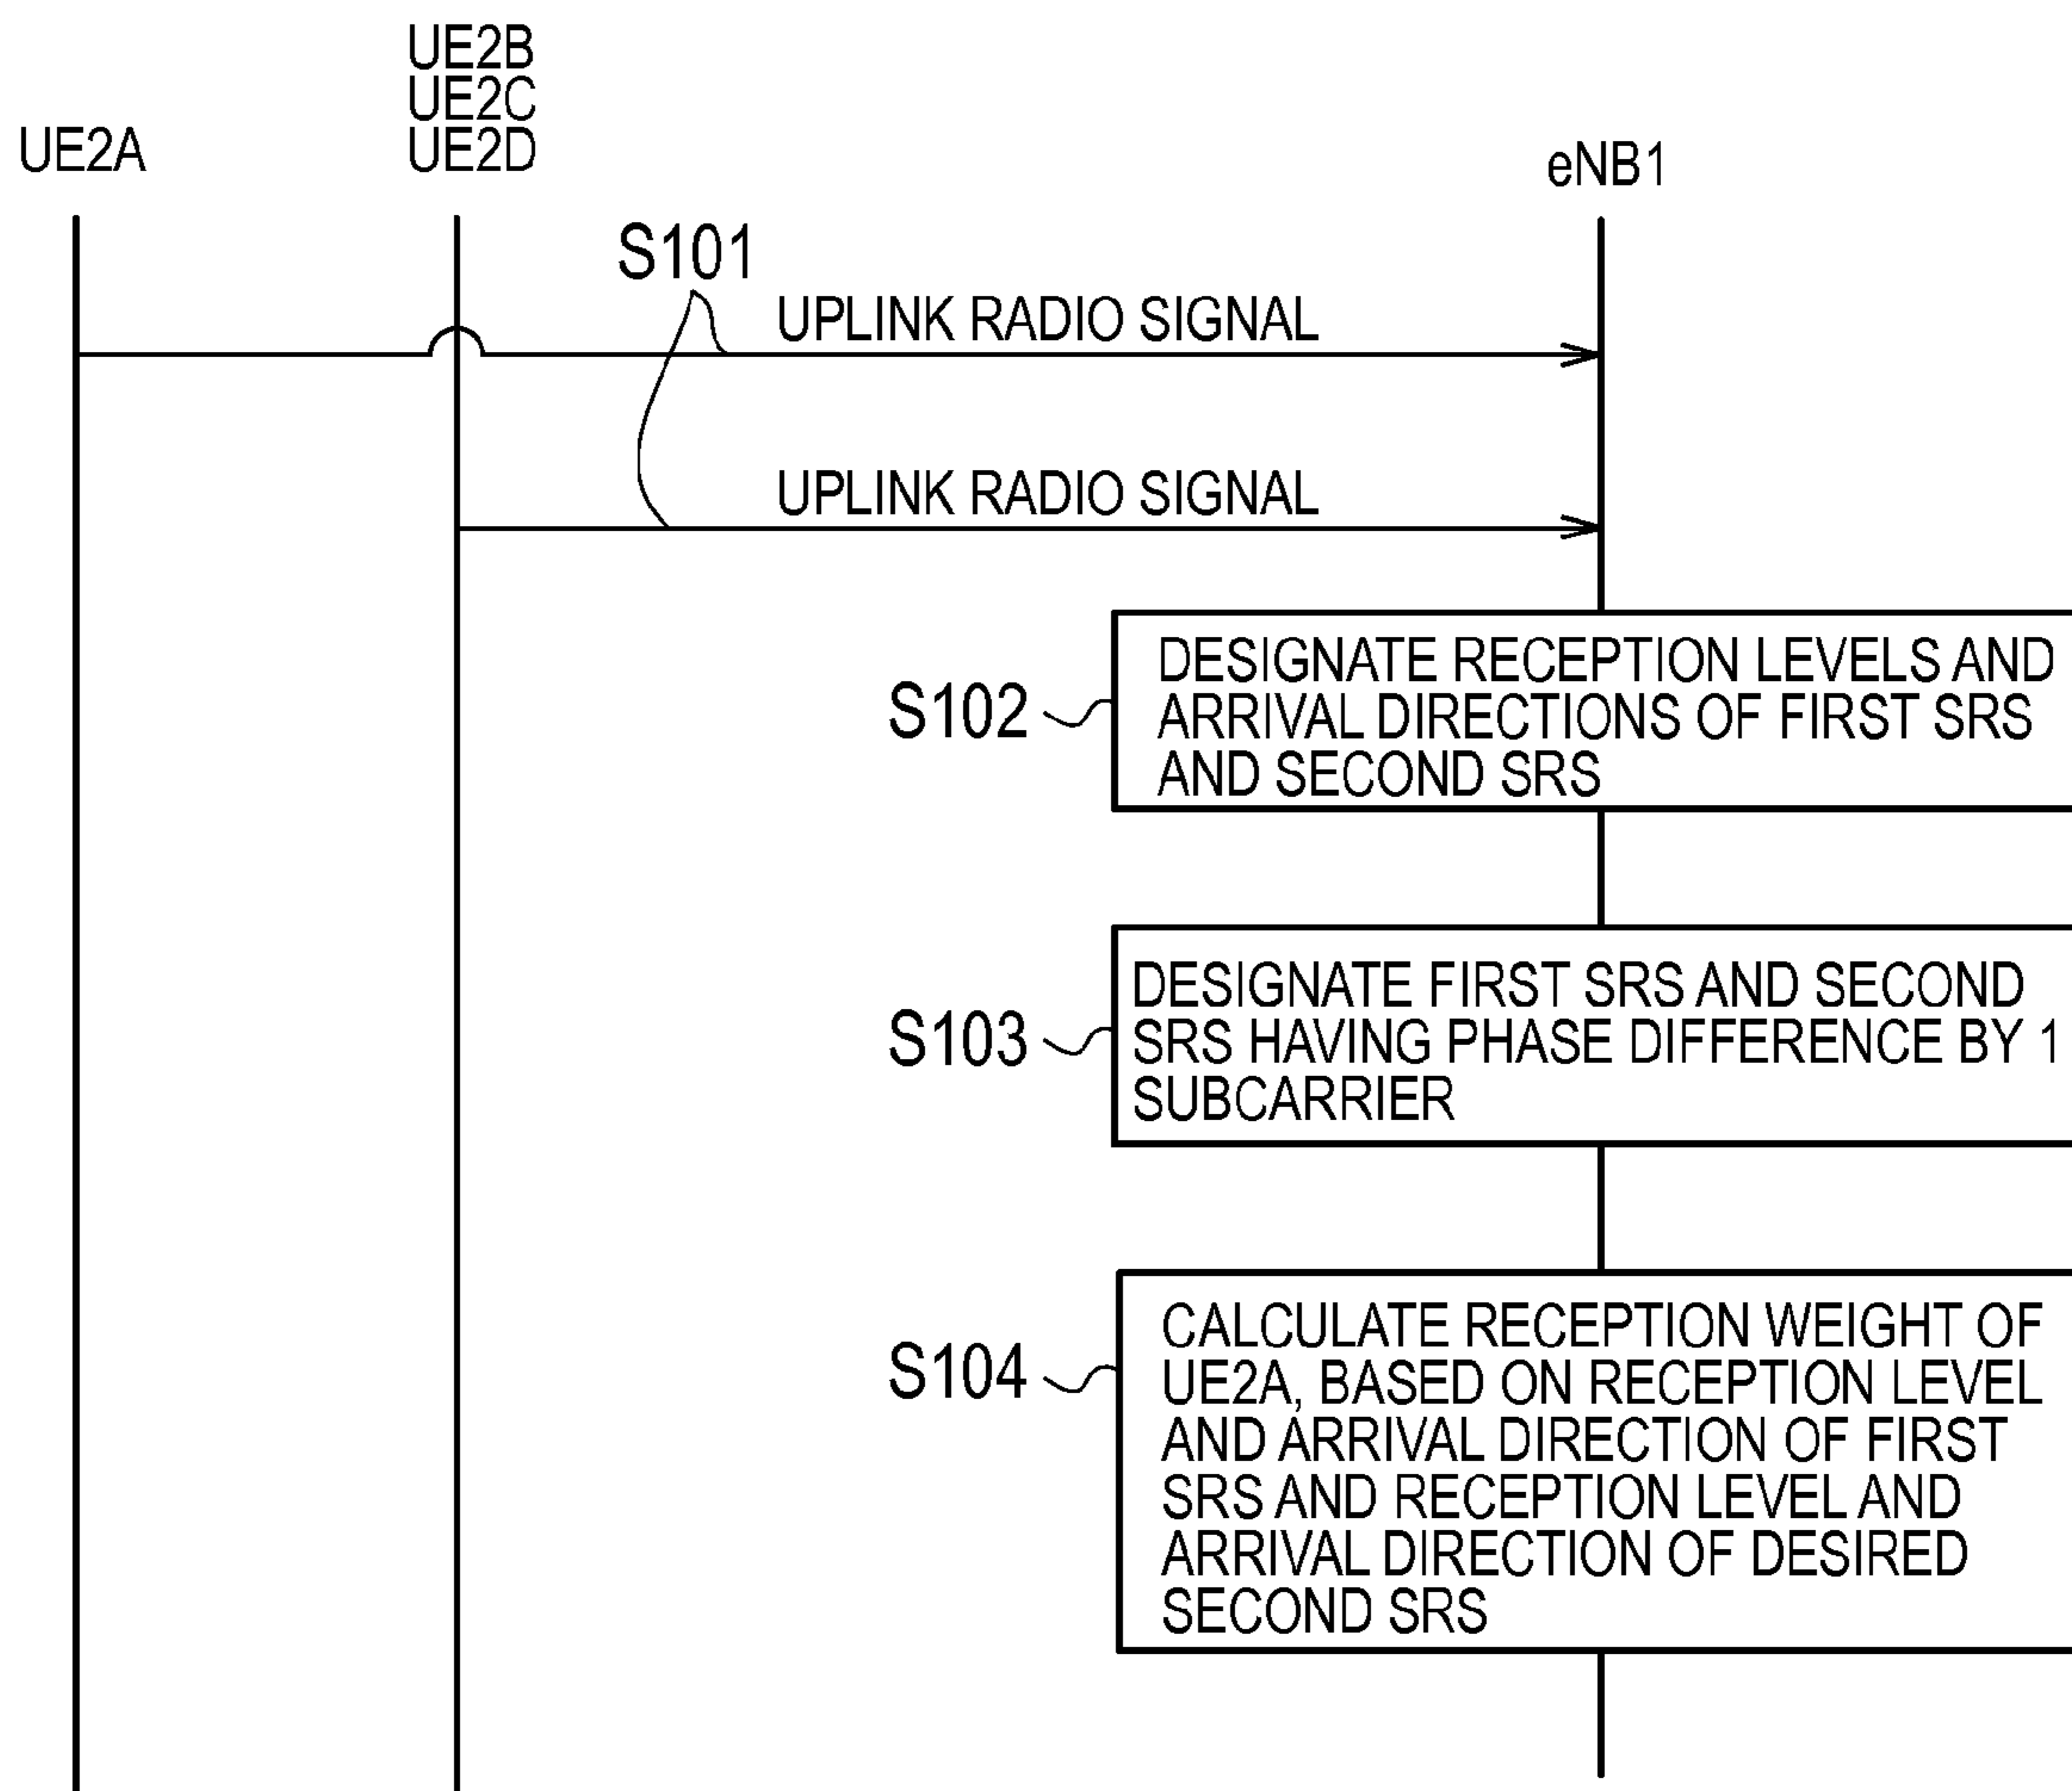 UE2A
UE2B
UE2C
UE2D
eNB1
S101
UPLINK RADIO SIGNAL
UPLINK RADIO SIGNAL
S102
DESIGNATE RECEPTION LEVELS AND
ARRIVAL DIRECTIONS OF FIRST SRS
AND SECOND SRS
S103
DESIGNATE FIRST SRS AND SECOND
SRS HAVING PHASE DIFFERENCE BY 1
SUBCARRIER
S104
CALCULATE RECEPTION WEIGHT OF
UE2A, BASED ON RECEPTION LEVEL
AND ARRIVAL DIRECTION OF FIRST
SRS AND RECEPTION LEVEL AND
ARRIVAL DIRECTION OF DESIRED
SECOND SRS